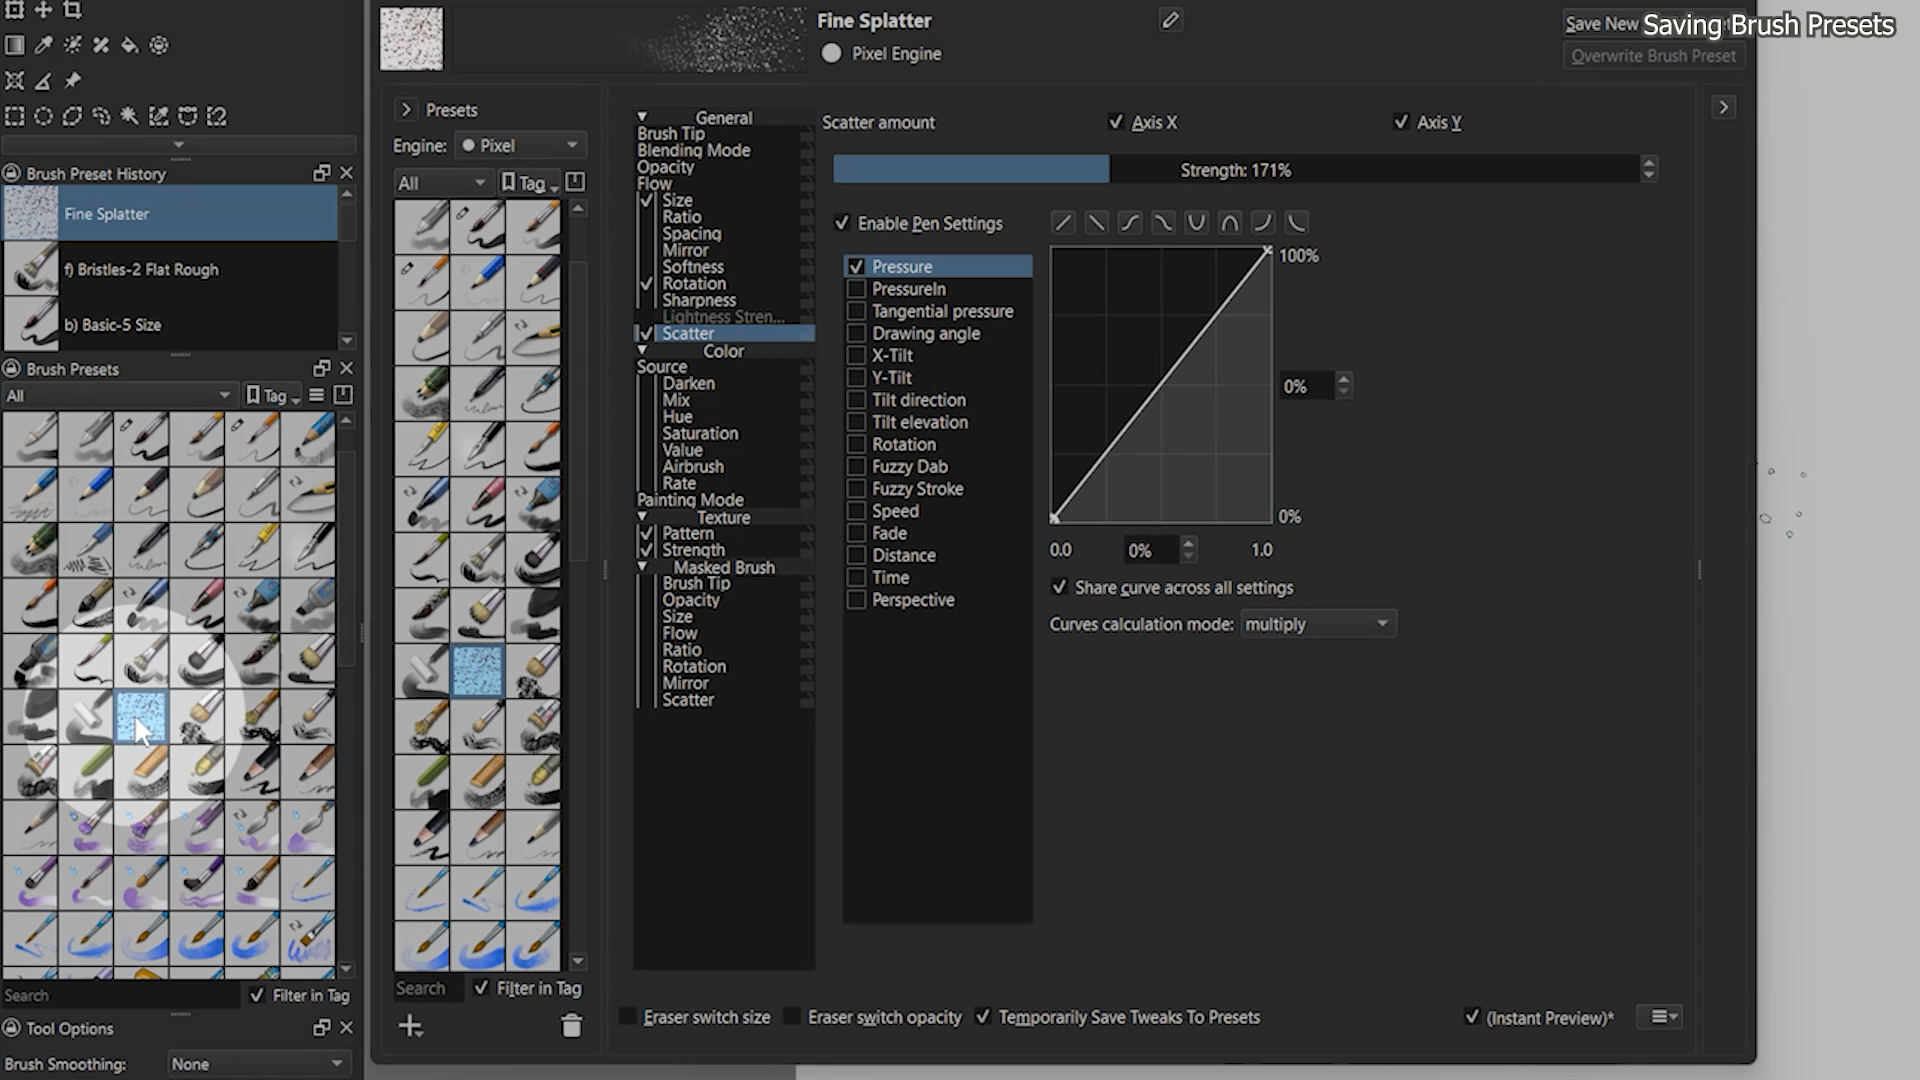 Fine Splatter
Pixel Engine
Save New
Saving Brush Presets
Overwrite Brush Preset
Brush Preset History
Fine Splatter
f) Bristles-2 Flat Rough
b) Basic-5 Size
Brush Presets
All
Tag
Search
Filter in Tag
Tool Options
Brush Smoothing:
None
Presets
Engine:
Pixel
All
Tag
Search
Filter in Tag
General
Brush Tip
Blending Mode
Opacity
Flow
Size
Ratio
Spacing
Mirror
Softness
Rotation
Sharpness
Lightness Stren...
Scatter
Color
Source
Darken
Mix
Hue
Saturation
Value
Airbrush
Rate
Painting Mode
Texture
Pattern
Strength
Masked Brush
Brush Tip
Opacity
Size
Flow
Ratio
Rotation
Mirror
Scatter
Scatter amount
Axis X
Axis Y
Strength: 171%
Enable Pen Settings
Pressure
PressureIn
Tangential pressure
Drawing angle
X-Tilt
Y-Tilt
Tilt direction
Tilt elevation
Rotation
Fuzzy Dab
Fuzzy Stroke
Speed
Fade
Distance
Time
Perspective
100%
0%
0%
0.0
0%
1.0
Share curve across all settings
Curves calculation mode:
multiply
Eraser switch size
Eraser switch opacity
Temporarily Save Tweaks To Presets
(Instant Preview)*